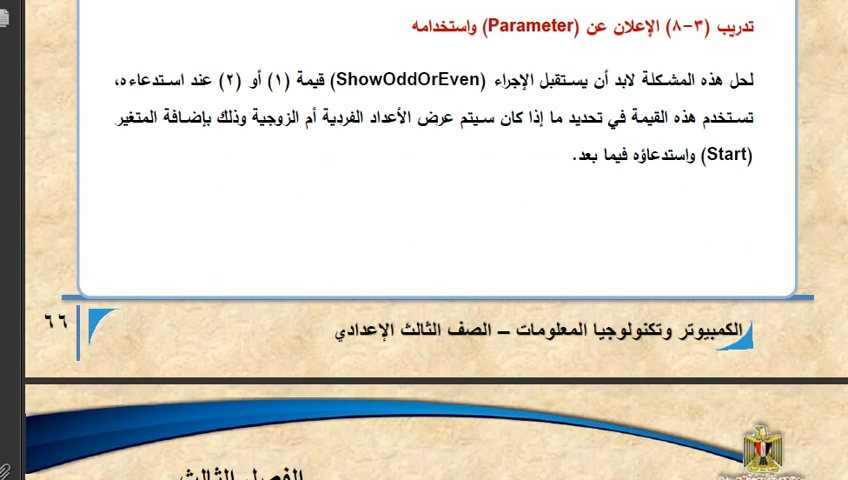 تدريب (٣-٨) الإعلان عن (Parameter) واستخدامه
لحل هذه المشكلة لابد أن يستقبل الإجراء (ShowOddOrEven) قيمة (١) أو (٢) عند استدعاءه،
تستخدم هذه القيمة في تحديد ما إذا كان سيتم عرض الأعداد الفردية أم الزوجية وذلك بإضافة المتغير
(Start) واستدعاؤه فيما بعد.
الكمبيوتر وتكنولوجيا المعلومات – الصف الثالث الإعدادي
٦٦
الفصل الثالث